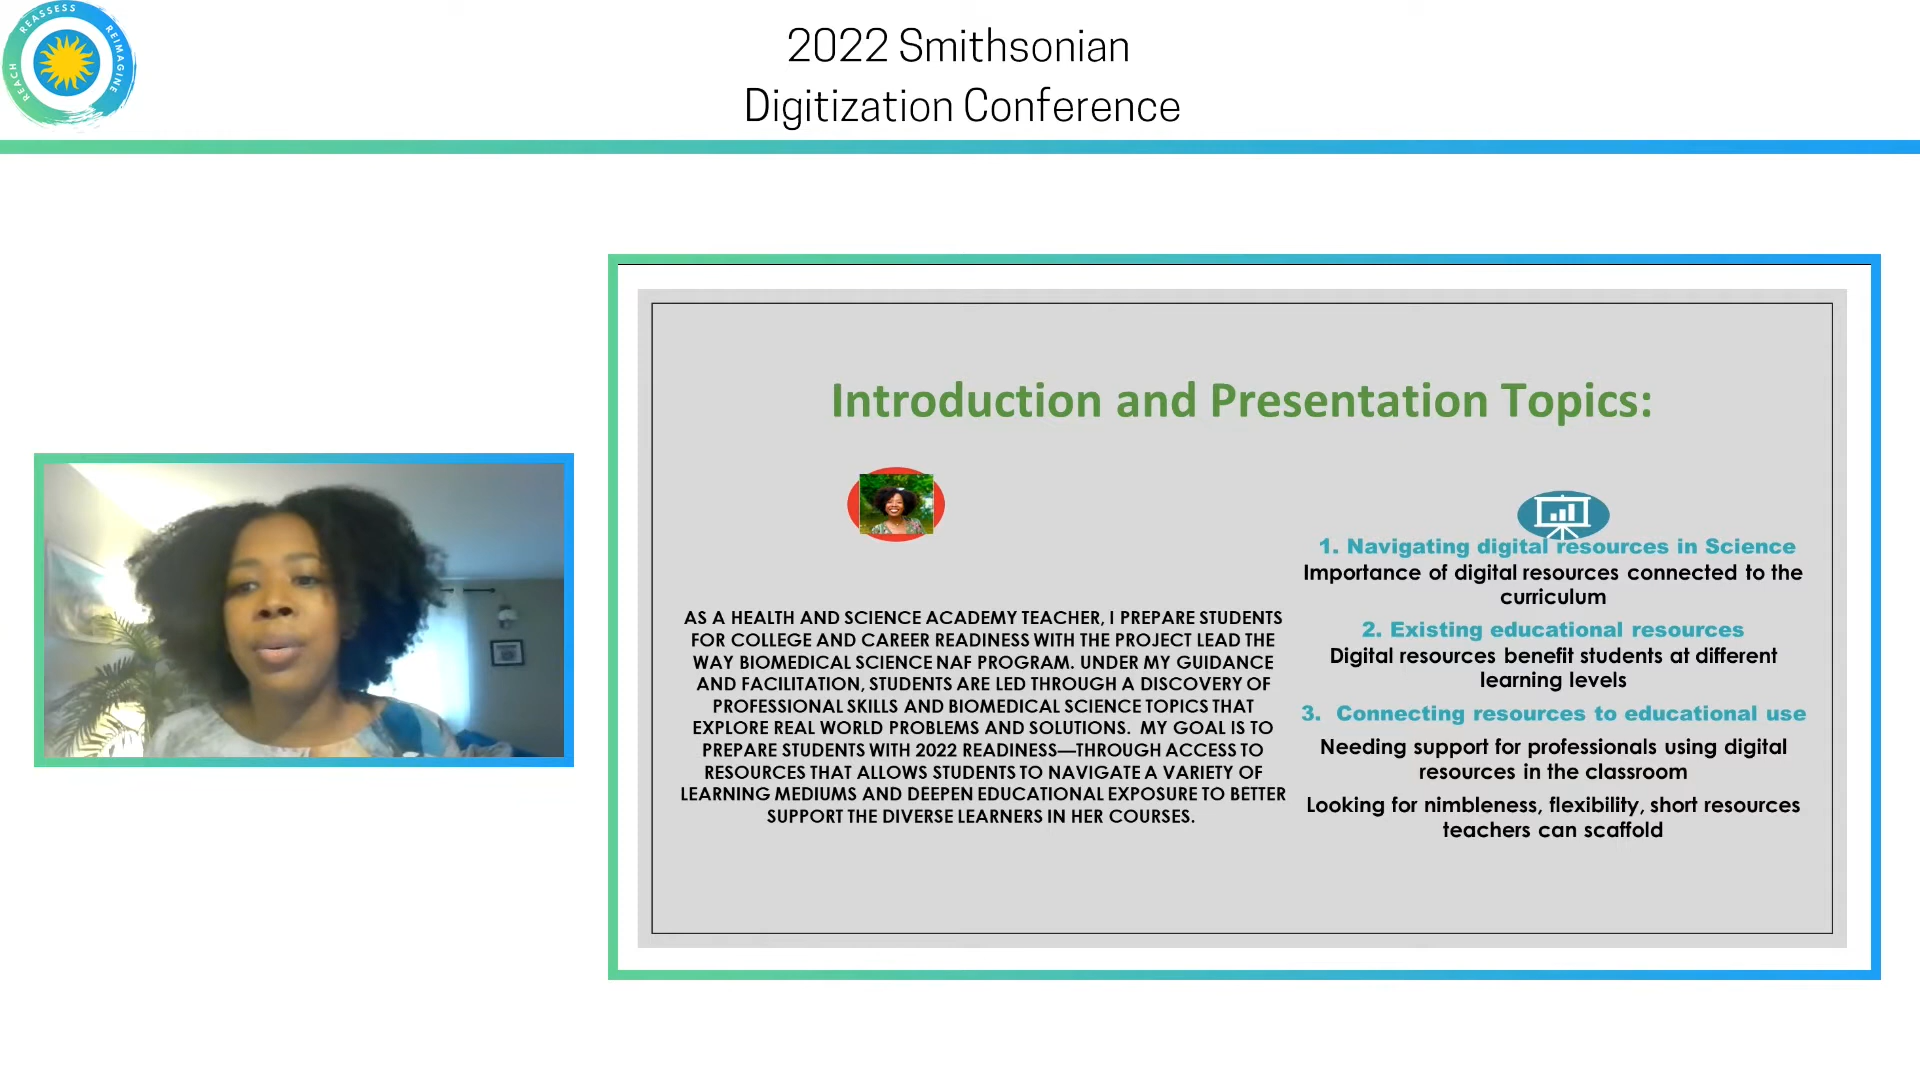 REACH REASSESS REIMAGINE
2022 Smithsonian
Digitization Conference
Introduction and Presentation Topics:
AS A HEALTH AND SCIENCE ACADEMY TEACHER, I PREPARE STUDENTS
FOR COLLEGE AND CAREER READINESS WITH THE PROJECT LEAD THE
WAY BIOMEDICAL SCIENCE NAF PROGRAM. UNDER MY GUIDANCE
AND FACILITATION, STUDENTS ARE LED THROUGH A DISCOVERY OF
PROFESSIONAL SKILLS AND BIOMEDICAL SCIENCE TOPICS THAT
EXPLORE REAL WORLD PROBLEMS AND SOLUTIONS. MY GOAL IS TO
PREPARE STUDENTS WITH 2022 READINESS—THROUGH ACCESS TO
RESOURCES THAT ALLOWS STUDENTS TO NAVIGATE A VARIETY OF
LEARNING MEDIUMS AND DEEPEN EDUCATIONAL EXPOSURE TO BETTER
SUPPORT THE DIVERSE LEARNERS IN HER COURSES.
1. Navigating digital resources in Science
Importance of digital resources connected to the
curriculum
2. Existing educational resources
Digital resources benefit students at different
learning levels
3. Connecting resources to educational use
Needing support for professionals using digital
resources in the classroom
Looking for nimbleness, flexibility, short resources
teachers can scaffold